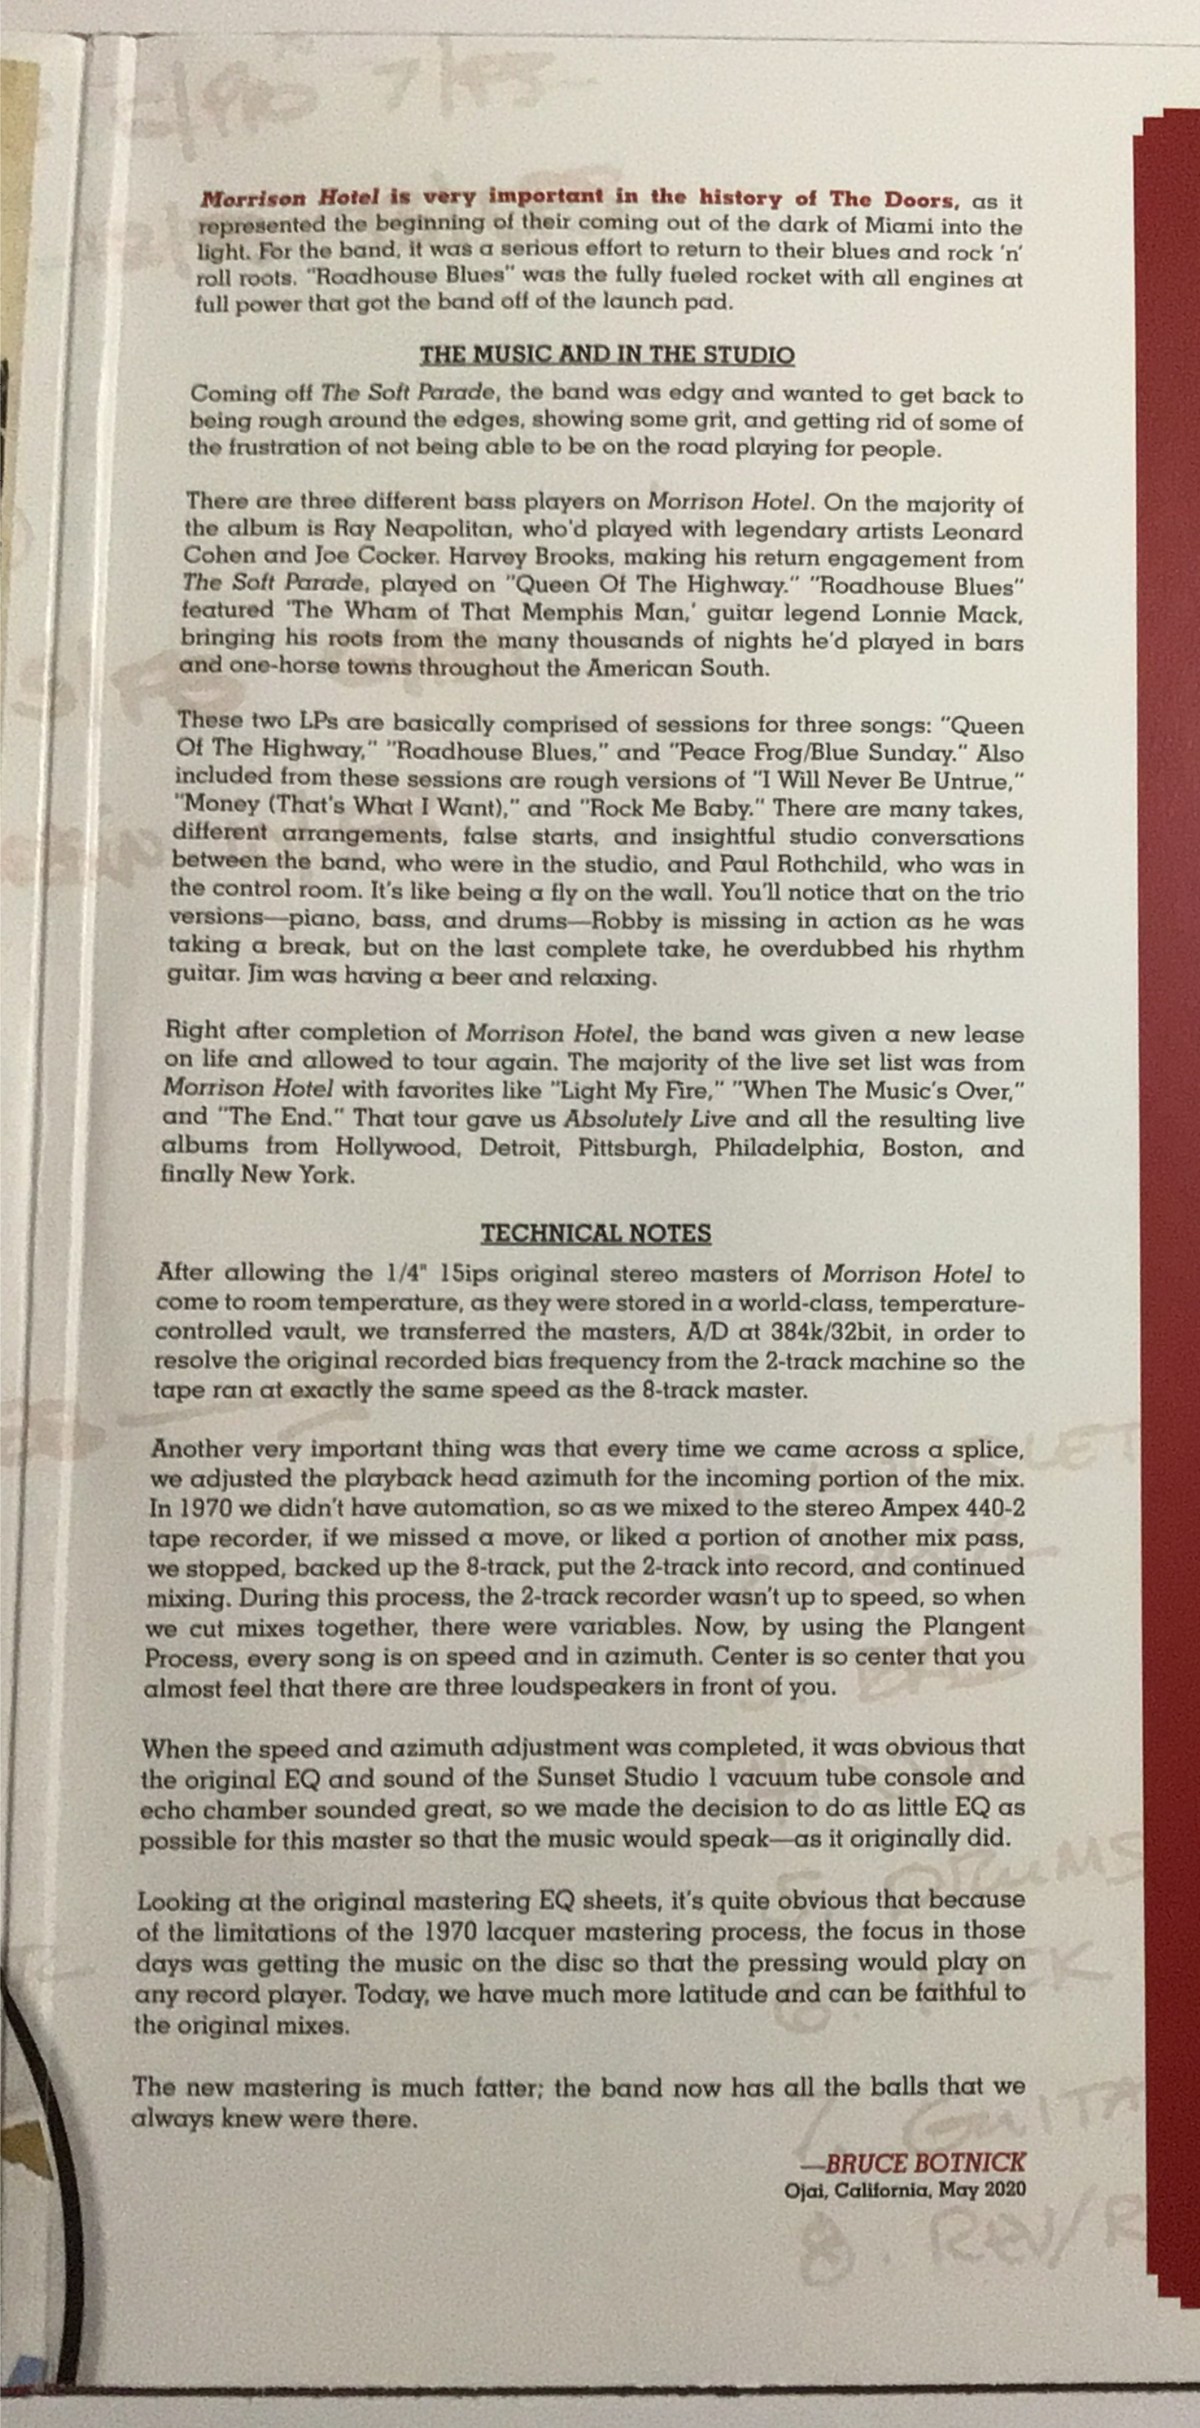 E/90 7/15
Morrison Hotel is very important in the history of The Doors, as it
represented the beginning of their coming out of the dark of Miami into the
light. For the band, it was a serious effort to return to their blues and rock ‘n’
roll roots. “Roadhouse Blues” was the fully fueled rocket with all engines at
full power that got the band off of the launch pad.
THE MUSIC AND IN THE STUDIO
Coming off The Soft Parade, the band was edgy and wanted to get back to
being rough around the edges, showing some grit, and getting rid of some of
the frustration of not being able to be on the road playing for people.
There are three different bass players on Morrison Hotel. On the majority of
the album is Ray Neapolitan, who’d played with legendary artists Leonard
Cohen and Joe Cocker. Harvey Brooks, making his return engagement from
The Soft Parade, played on “Queen Of The Highway.” “Roadhouse Blues”
featured ‘The Wham of That Memphis Man,’ guitar legend Lonnie Mack,
bringing his roots from the many thousands of nights he’d played in bars
and one-horse towns throughout the American South.
These two LPs are basically comprised of sessions for three songs: “Queen
Of The Highway,” “Roadhouse Blues,” and “Peace Frog/Blue Sunday.” Also
included from these sessions are rough versions of “I Will Never Be Untrue,”
“Money (That’s What I Want),” and “Rock Me Baby.” There are many takes,
different arrangements, false starts, and insightful studio conversations
between the band, who were in the studio, and Paul Rothchild, who was in
the control room. It’s like being a fly on the wall. You’ll notice that on the trio
versions—piano, bass, and drums—Robby is missing in action as he was
taking a break, but on the last complete take, he overdubbed his rhythm
guitar. Jim was having a beer and relaxing.
Right after completion of Morrison Hotel, the band was given a new lease
on life and allowed to tour again. The majority of the live set list was from
Morrison Hotel with favorites like “Light My Fire,” “When The Music’s Over,”
and “The End.” That tour gave us Absolutely Live and all the resulting live
albums from Hollywood, Detroit, Pittsburgh, Philadelphia, Boston, and
finally New York.
TECHNICAL NOTES
After allowing the 1/4" 15ips original stereo masters of Morrison Hotel to
come to room temperature, as they were stored in a world-class, temperature-
controlled vault, we transferred the masters, A/D at 384k/32bit, in order to
resolve the original recorded bias frequency from the 2-track machine so the
tape ran at exactly the same speed as the 8-track master.
Another very important thing was that every time we came across a splice,
we adjusted the playback head azimuth for the incoming portion of the mix.
In 1970 we didn’t have automation, so as we mixed to the stereo Ampex 440-2
tape recorder, if we missed a move, or liked a portion of another mix pass,
we stopped, backed up the 8-track, put the 2-track into record, and continued
mixing. During this process, the 2-track recorder wasn’t up to speed, so when
we cut mixes together, there were variables. Now, by using the Plangent
Process, every song is on speed and in azimuth. Center is so center that you
almost feel that there are three loudspeakers in front of you.
When the speed and azimuth adjustment was completed, it was obvious that
the original EQ and sound of the Sunset Studio 1 vacuum tube console and
echo chamber sounded great, so we made the decision to do as little EQ as
possible for this master so that the music would speak—as it originally did.
5. DRUMS
Looking at the original mastering EQ sheets, it’s quite obvious that because
of the limitations of the 1970 lacquer mastering process, the focus in those
days was getting the music on the disc so that the pressing would play on
any record player. Today, we have much more latitude and can be faithful to
the original mixes.
6.
The new mastering is much fatter; the band now has all the balls that we
always knew were there.
7. GUITA
—BRUCE BOTNICK
Ojai, California, May 2020
8. REV/R